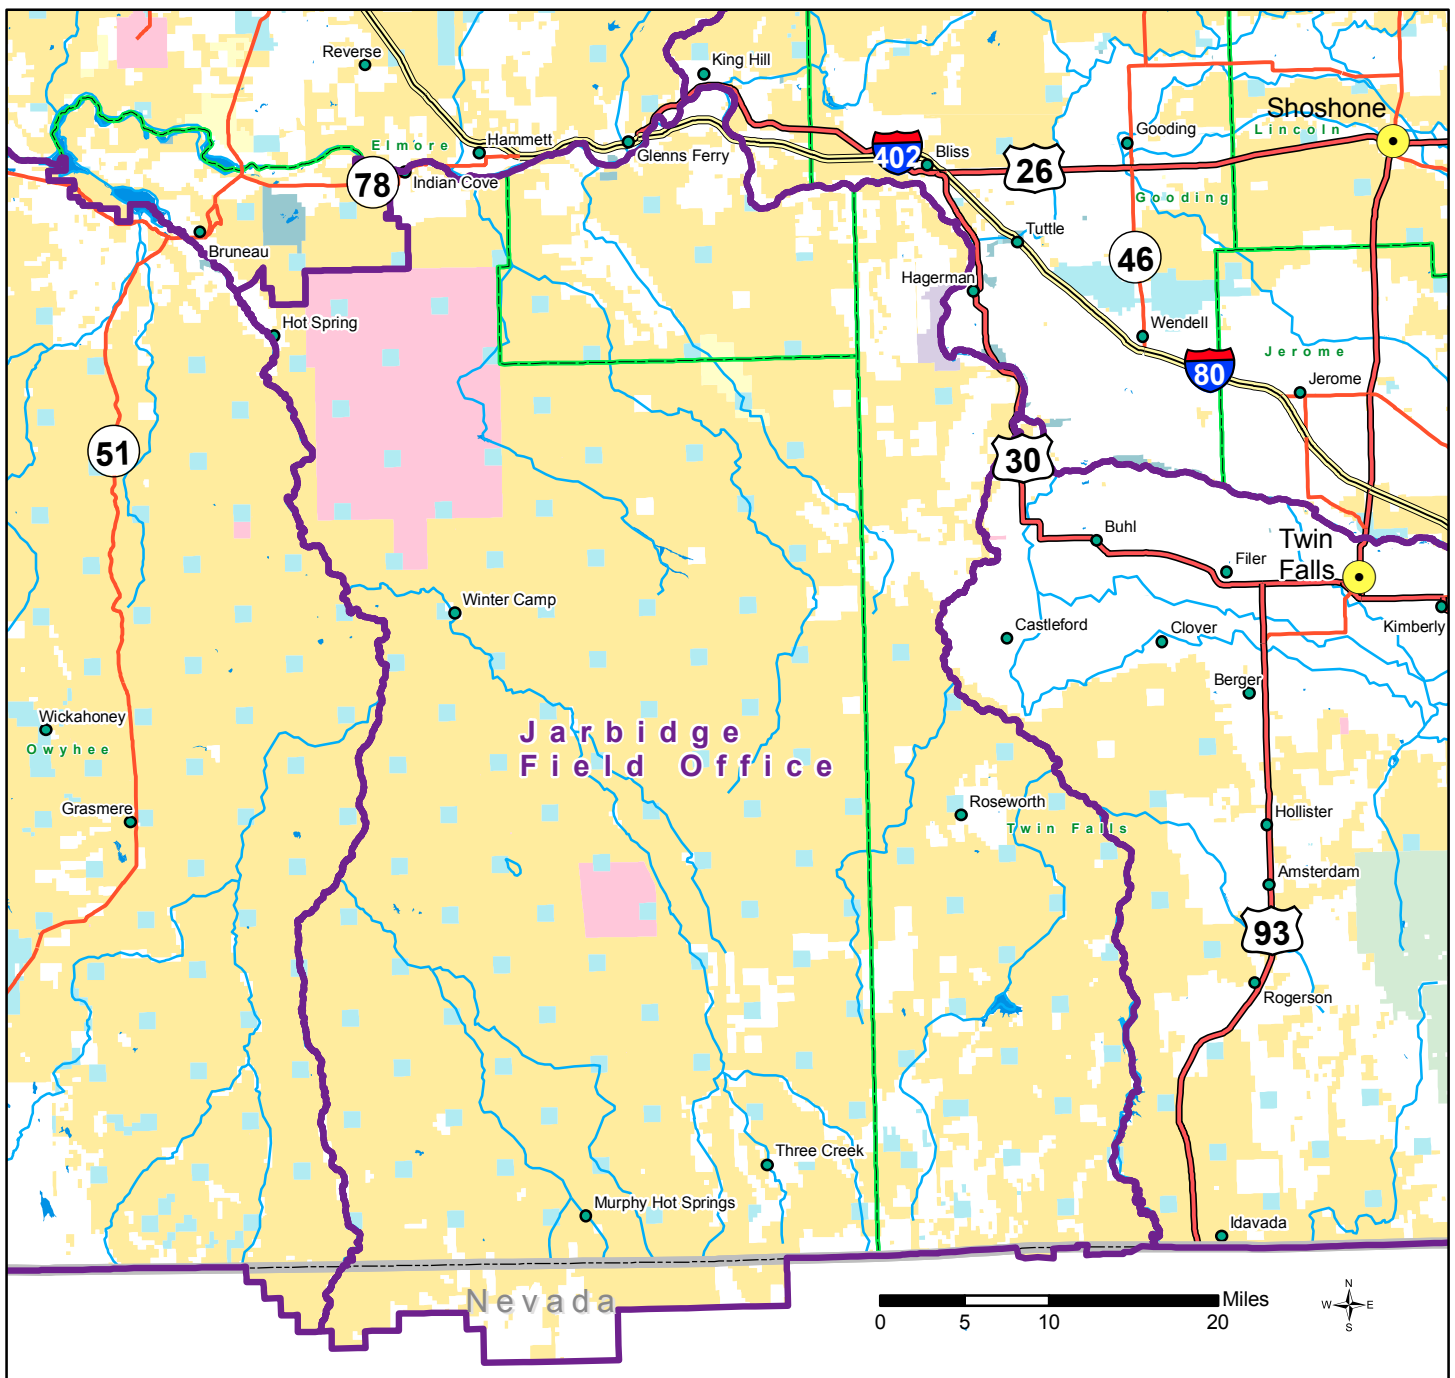 Reverse
King Hill
Shoshone
Lincoln
Gooding
Elmore
Hammett
Glenns Ferry
402
Bliss
26
78
Indian Cove
Gooding
Bruneau
Tuttle
46
Hagerman
Hot Spring
Wendell
Jerome
80
Jerome
51
30
Buhl
Twin
Falls
Filer
Winter Camp
Castleford
Clover
Kimberly
Berger
Wickahoney
Owyhee
Jarbidge
Field Office
Grasmere
Roseworth
Twin Falls
Hollister
Amsterdam
93
Rogerson
Three Creek
Murphy Hot Springs
Idavada
Nevada
Miles
0 5 10 20
N
W E
S